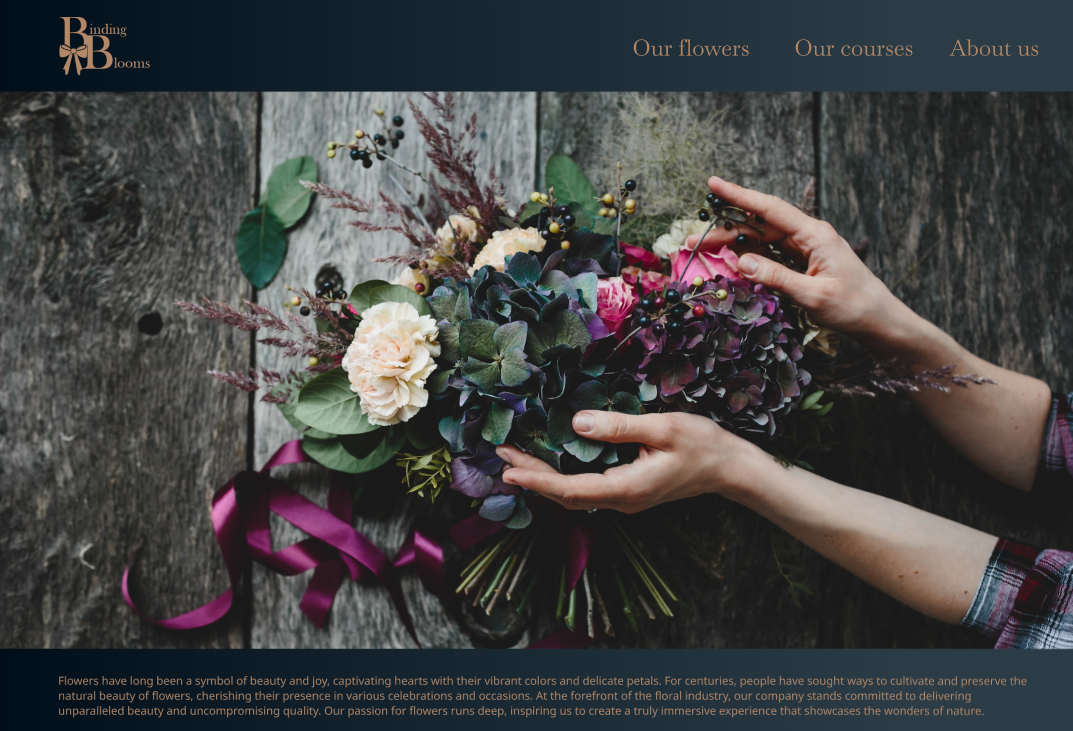 Binding
Blooms
Our flowers Our courses About us
Flowers have long been a symbol of beauty and joy, captivating hearts with their vibrant colors and delicate petals. For centuries, people have sought ways to cultivate and preserve the
natural beauty of flowers, cherishing their presence in various celebrations and occasions. At the forefront of the floral industry, our company stands committed to delivering
unparalleled beauty and uncompromising quality. Our passion for flowers runs deep, inspiring us to create a truly immersive experience that showcases the wonders of nature.